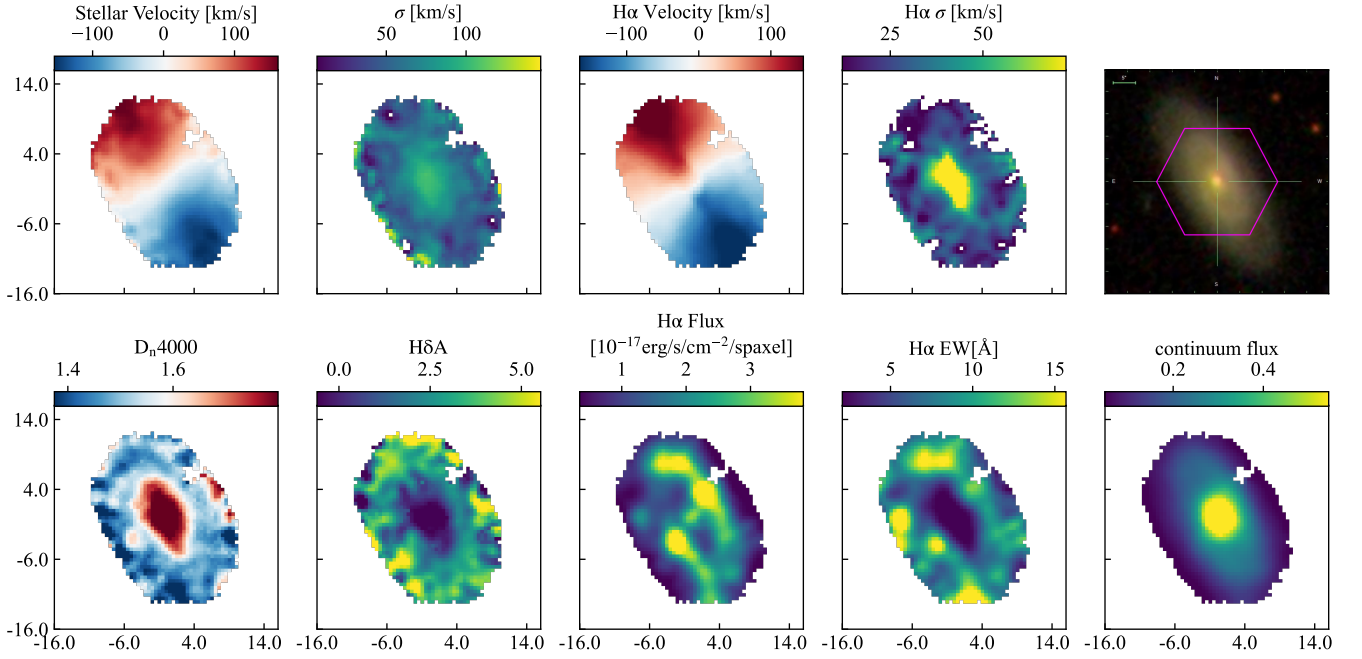 Stellar Velocity [km/s]
σ [km/s]
Hα Velocity [km/s]
Hα σ [km/s]
−100 0 100
50 100
−100 0 100
25 50
14.0
4.0
-6.0
-16.0
5"
N
E
W
S
Dn4000
HδA
Hα Flux
[10−17erg/s/cm−2/spaxel]
Hα EW[Å]
continuum flux
1.4 1.6
0.0 2.5 5.0
1 2 3
5 10 15
0.2 0.4
14.0
4.0
-6.0
-16.0
-16.0 -6.0 4.0 14.0
-16.0 -6.0 4.0 14.0
-16.0 -6.0 4.0 14.0
-16.0 -6.0 4.0 14.0
-16.0 -6.0 4.0 14.0